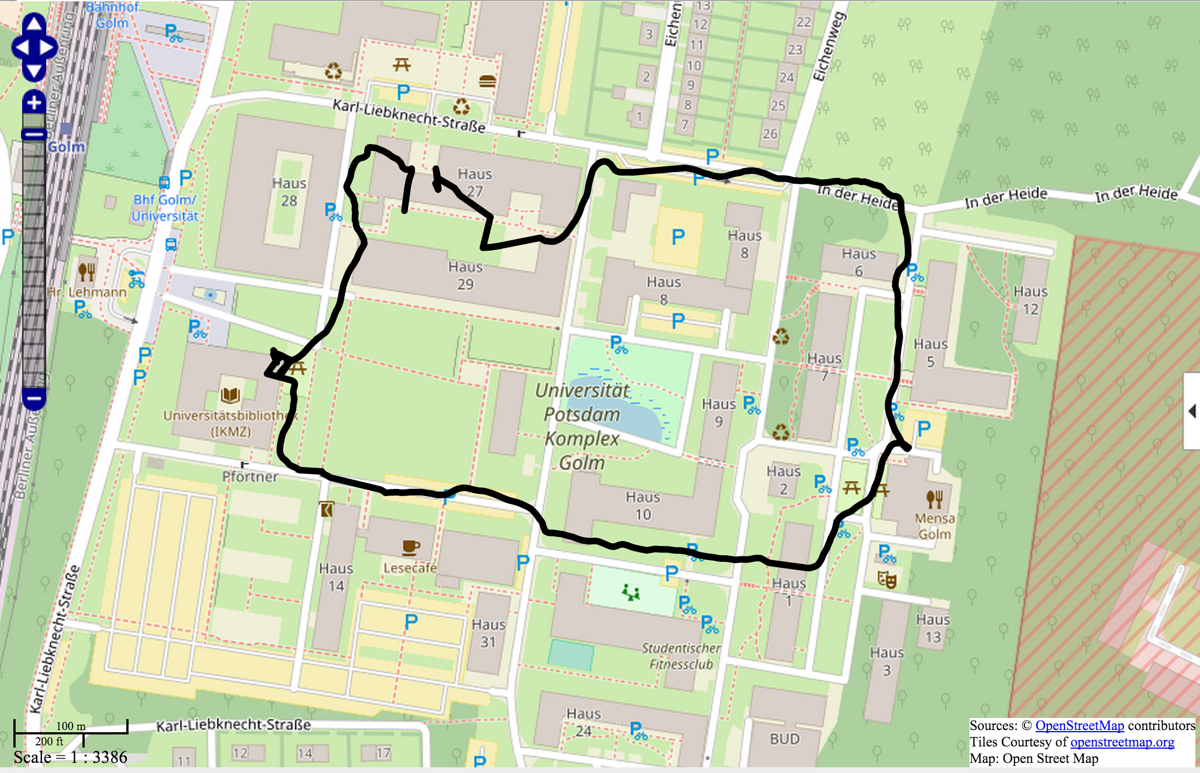 Bahnhof
Golm
Berliner Außenring
Golm
P
Bhf Golm/
Universität
P
Hr. Lehmann
P
P
P
Karl-Liebknecht-Straße
P
Haus
28
P
Haus
27
Haus
29
Eichen
Eichenweg
3
2
1
13
12
11
10
9
8
7
22
23
24
25
26
P
P
In der Heide
In der Heide
In der Heide
P
Haus
8
Haus
8
P
P
Haus
6
P
Haus
12
Haus
5
Haus
7
Universität
Potsdam
Komplex
Golm
Haus
9
P
P
P
P
Universitätsbibliothek
(IKMZ)
Pförtner
P
Haus
10
Haus
2
P
Mensa
Golm
P
P
Haus
14
Lesecafé
P
P
P
P
Haus
1
Haus
31
P
P
Studentischer
Fitnessclub
Haus
13
Haus
3
Haus
24
P
BUD
Karl-Liebknecht-Straße
Karl-Liebknecht-Straße
11
12
14
17
P
100 m
200 ft
Scale = 1 : 3386
Sources: © OpenStreetMap contributors
Tiles Courtesy of openstreetmap.org
Map: Open Street Map